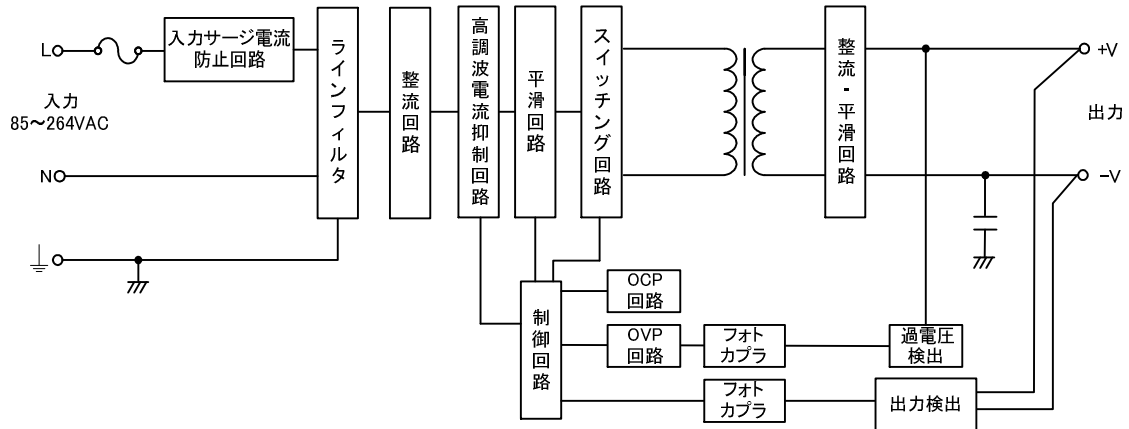 L
入力サージ電流
防止回路
入力
85～264VAC
N
ラインフィルタ
整流回路
高調波電流抑制回路
平滑回路
スイッチング回路
整流・平滑回路
+V
出力
-V
制御回路
OCP
回路
OVP
回路
フォト
カプラ
過電圧
検出
フォト
カプラ
出力検出